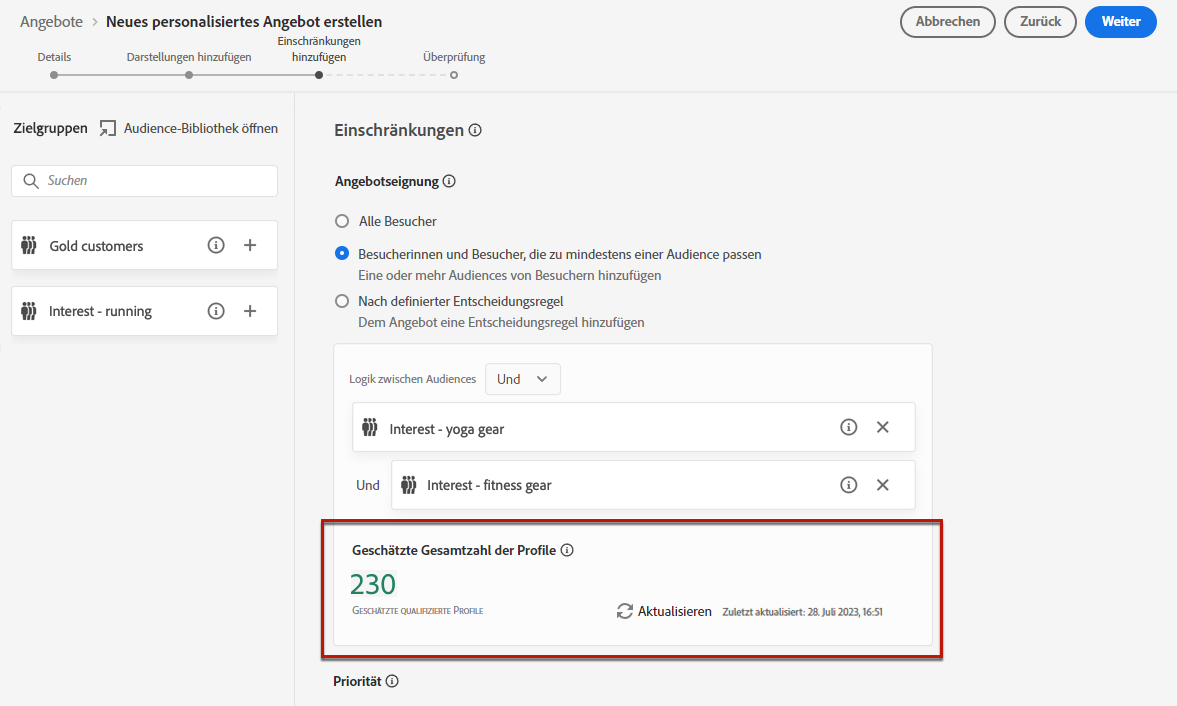 Angebote > Neues personalisiertes Angebot erstellen
Abbrechen
Zurück
Weiter
Details
Darstellungen hinzufügen
Einschränkungen
hinzufügen
Überprüfung
Zielgruppen
Audience-Bibliothek öffnen
Suchen
Gold customers
Interest - running
Einschränkungen
Angebotseignung
Alle Besucher
Besucherinnen und Besucher, die zu mindestens einer Audience passen
Eine oder mehr Audiences von Besuchern hinzufügen
Nach definierter Entscheidungsregel
Dem Angebot eine Entscheidungsregel hinzufügen
Logik zwischen Audiences
Und
Interest - yoga gear
Und
Interest - fitness gear
Geschätzte Gesamtzahl der Profile
230
Geschätzte qualifizierte Profile
Aktualisieren
Zuletzt aktualisiert: 28. Juli 2023, 16:51
Priorität